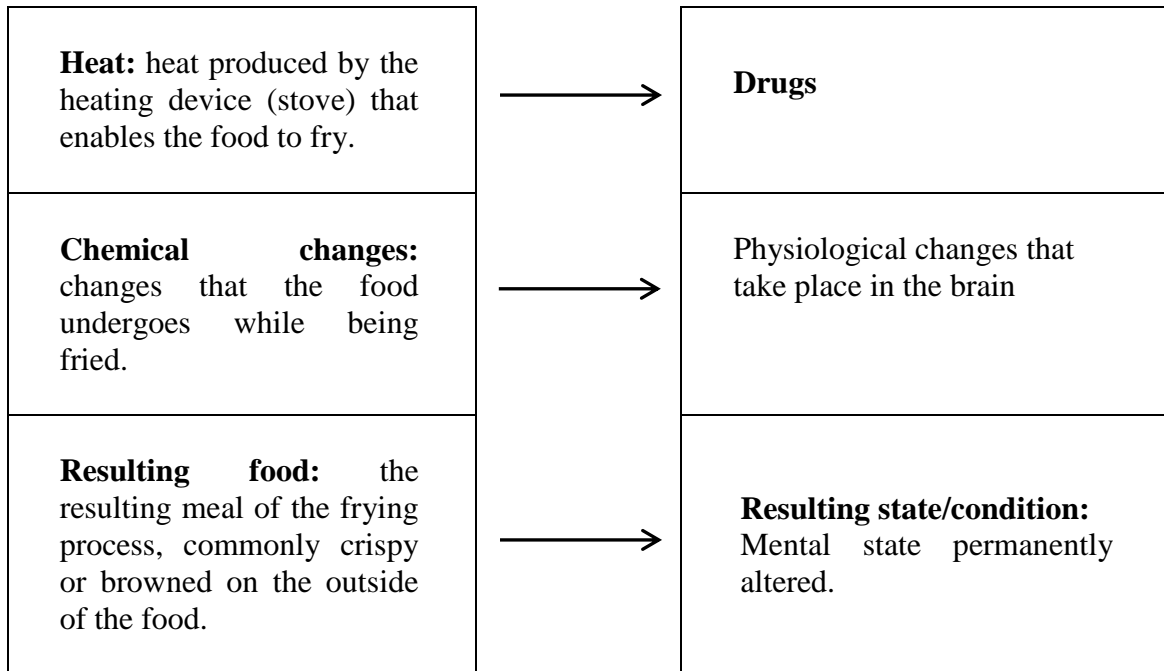 Heat: heat produced by the
heating device (stove) that
enables the food to fry.
Drugs
Chemical changes:
changes that the food
undergoes while being
fried.
Physiological changes that
take place in the brain
Resulting food: the
resulting meal of the frying
process, commonly crispy
or browned on the outside
of the food.
Resulting state/condition:
Mental state permanently
altered.